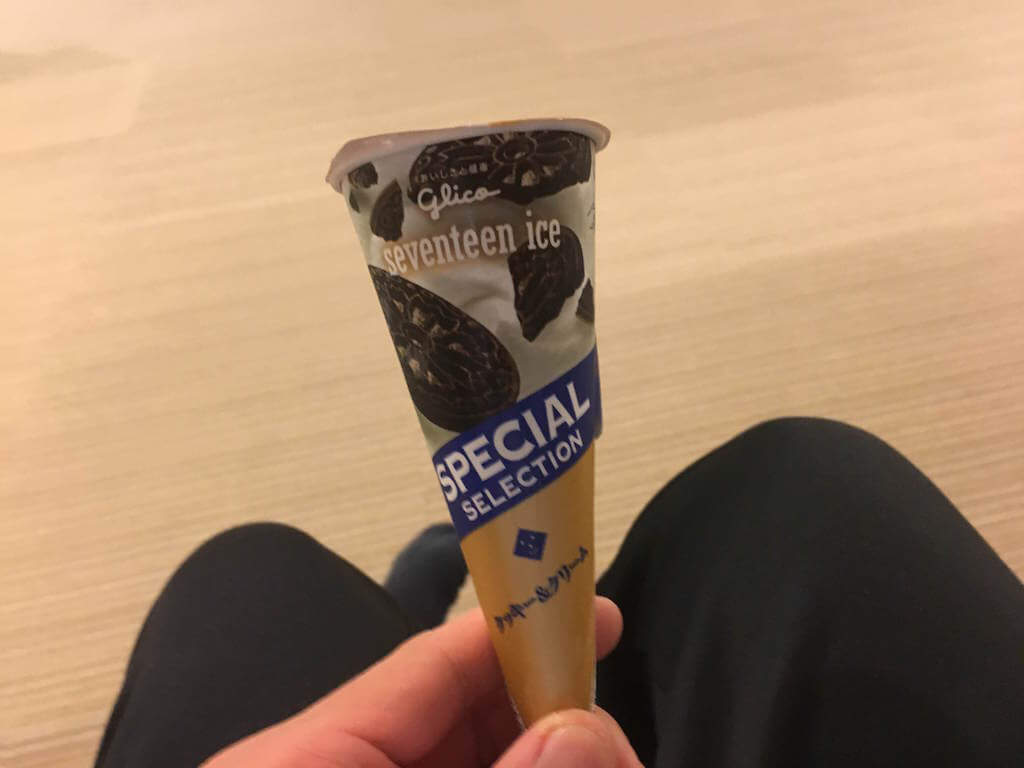 おいしさと健康
Glico
seventeen ice
SPECIAL
SELECTION
クッキー&クリーム